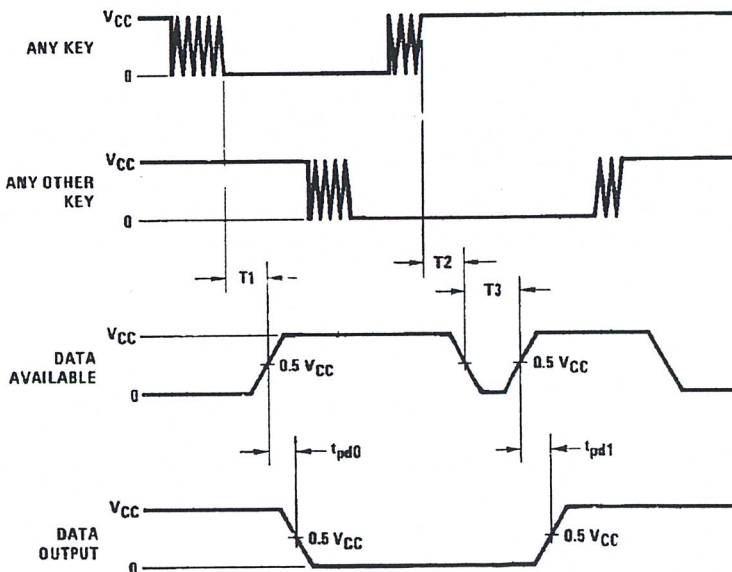 VCC
ANY KEY
0
VCC
ANY OTHER
KEY
0
T1
T2
T3
VCC
DATA
AVAILABLE
0
0.5 VCC
0.5 VCC
tpd0
tpd1
VCC
DATA
OUTPUT
0
0.5 VCC
0.5 VCC